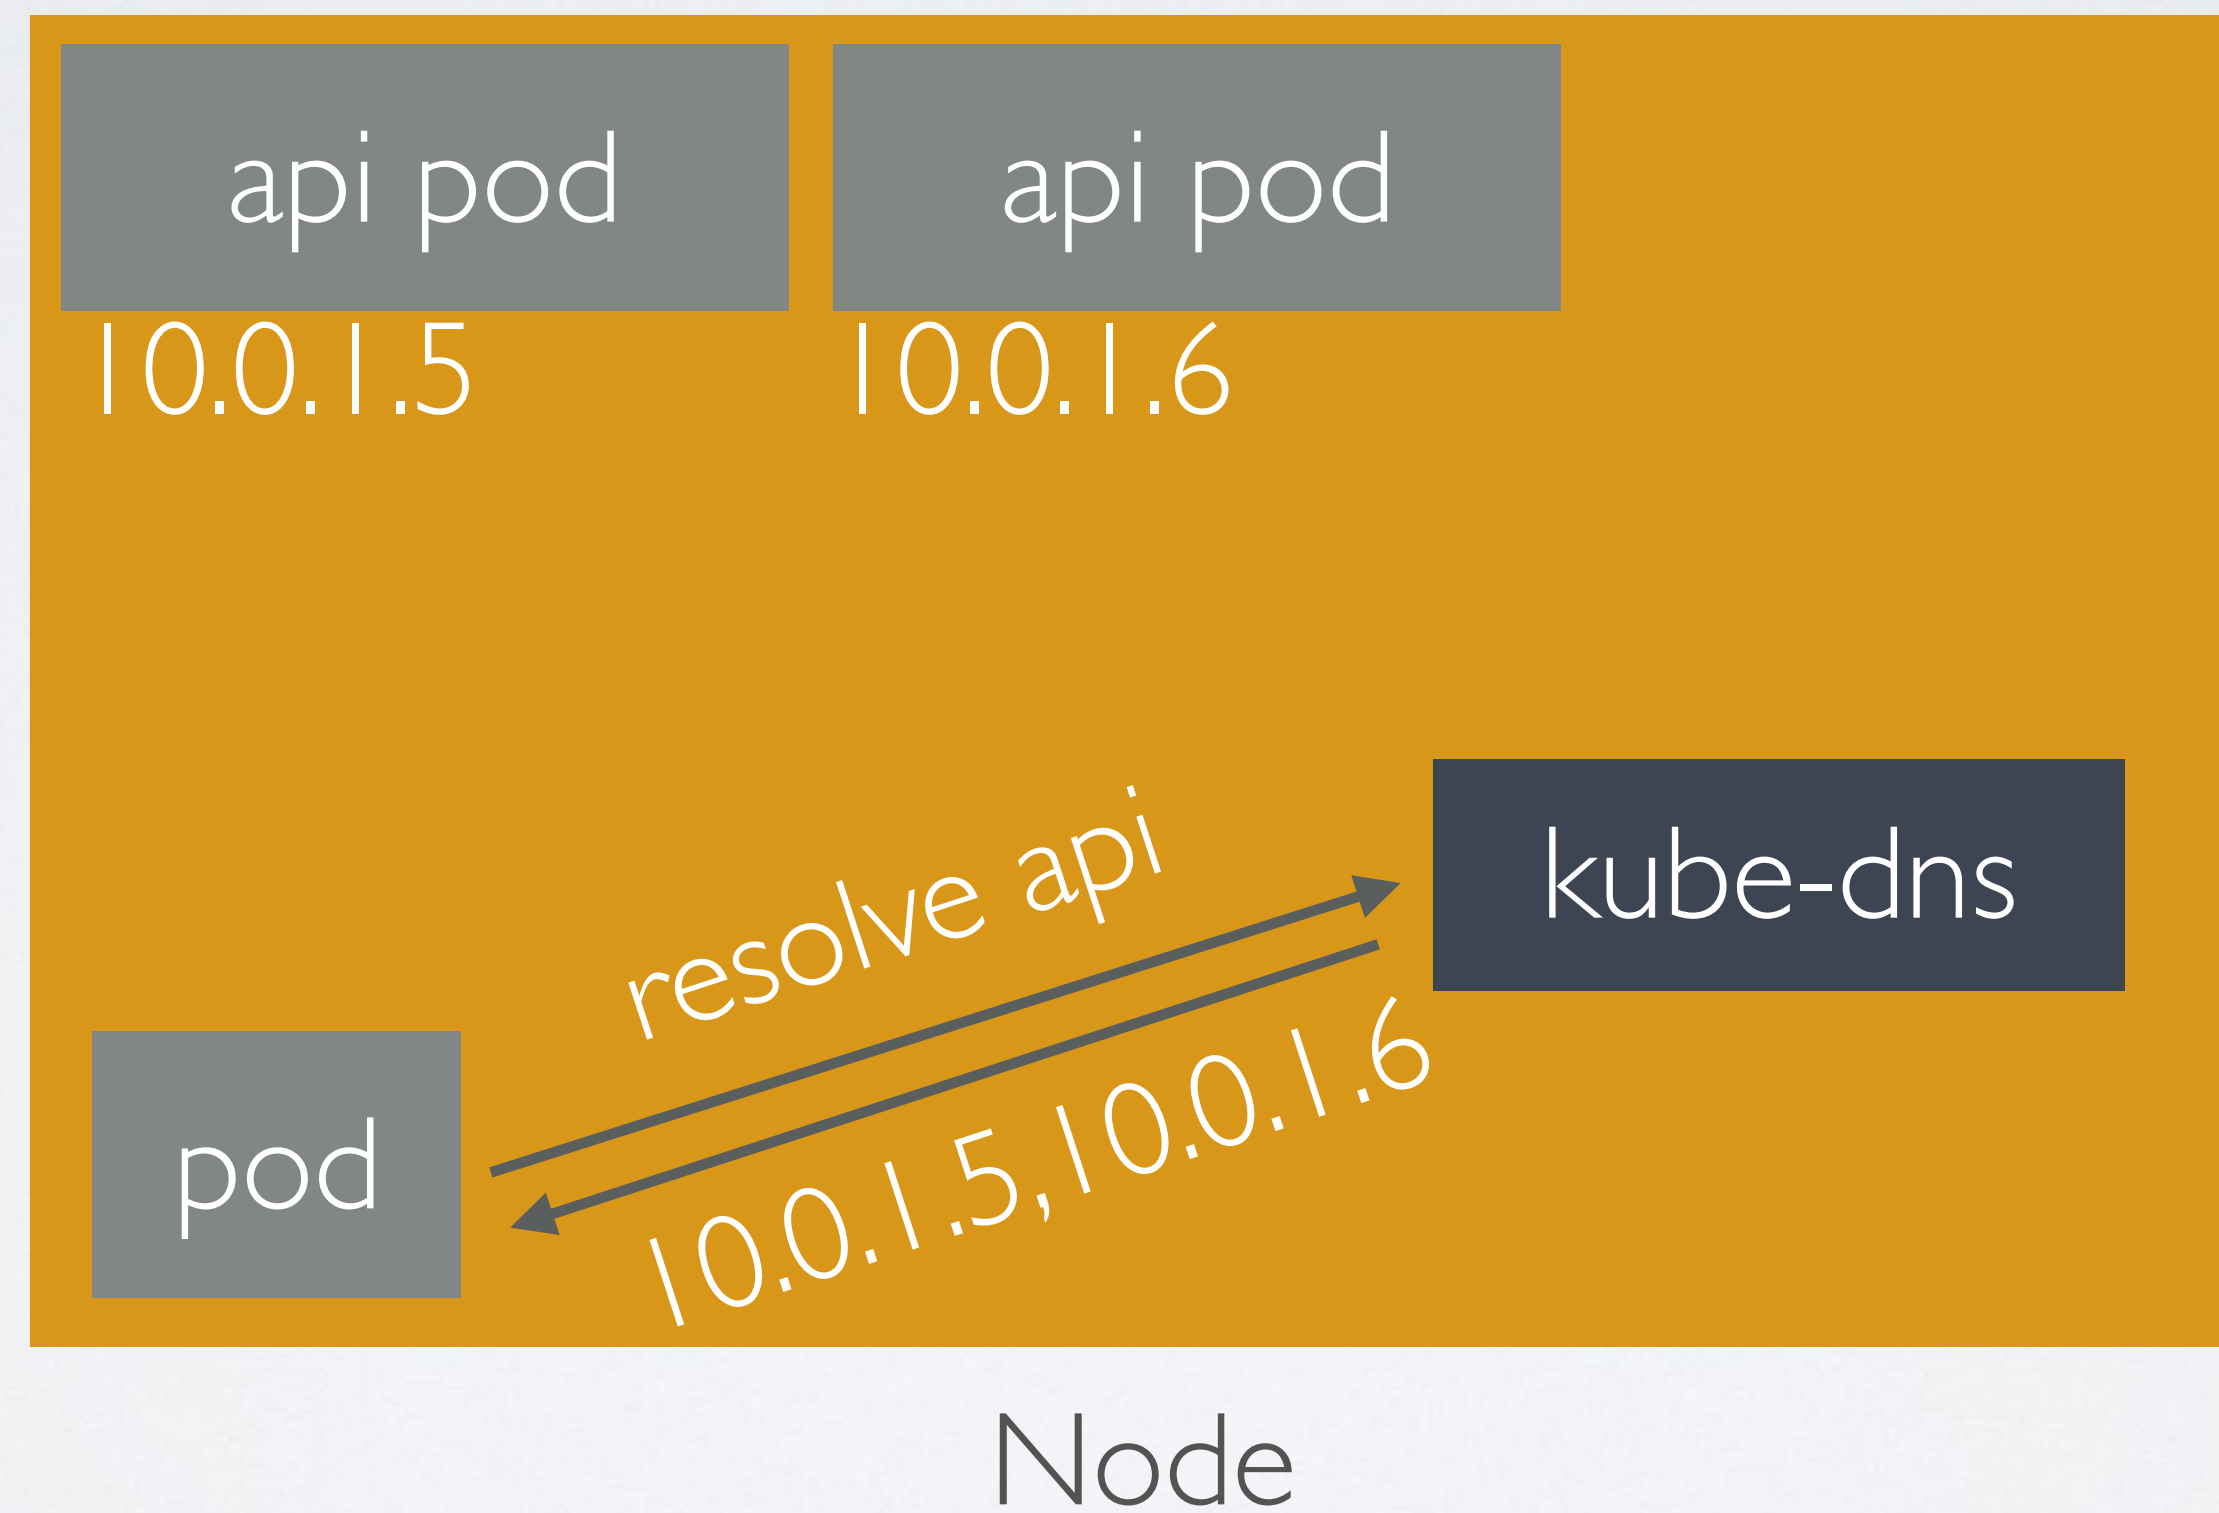 api pod
api pod
10.0.1.5
10.0.1.6
resolve api
kube-dns
10.0.1.5,10.0.1.6
pod
Node